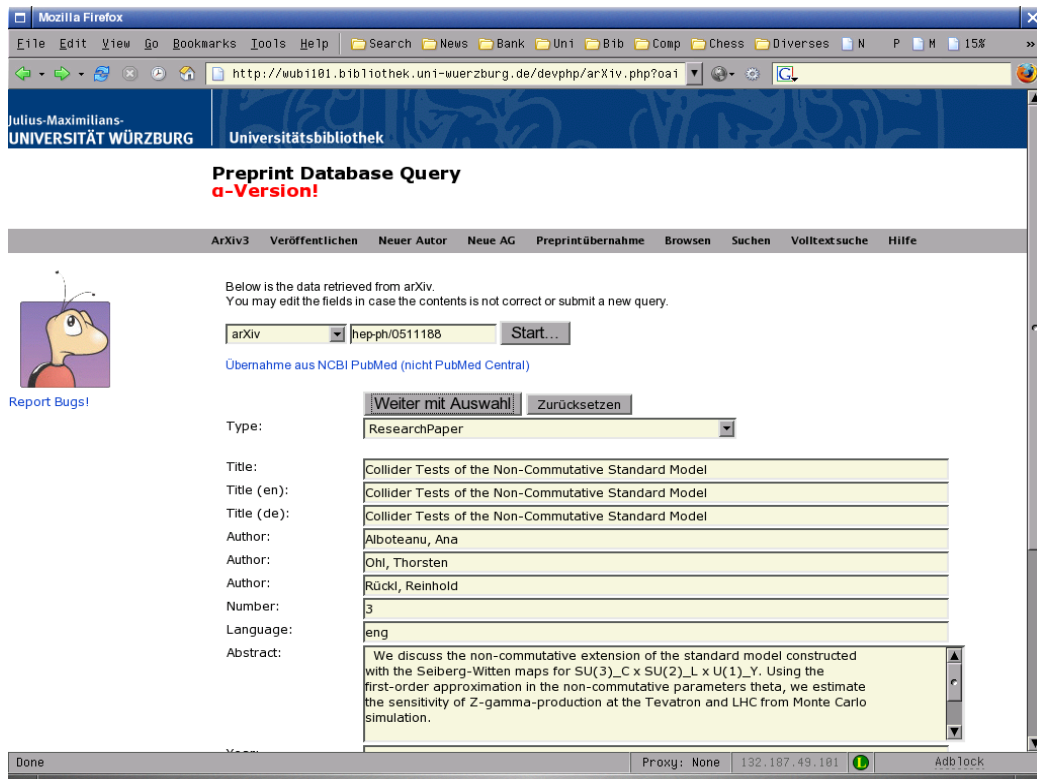 Mozilla Firefox
File Edit View Go Bookmarks Tools Help Search News Bank Uni Bib Comp Chess Diverses N P M 15% »
http://wubi101.bibliothek.uni-wuerzburg.de/devphp/arXiv.php?oai
Julius-Maximilians-
UNIVERSITÄT WÜRZBURG
Universitätsbibliothek
Preprint Database Query
α-Version!
ArXiv3 Veröffentlichen Neuer Autor Neue AG Preprintübernahme Browsen Suchen Volltextsuche Hilfe
Below is the data retrieved from arXiv.
You may edit the fields in case the contents is not correct or submit a new query.
arXiv hep-ph/0511188 Start...
Übernahme aus NCBI PubMed (nicht PubMed Central)
Report Bugs!
Weiter mit Auswahl Zurücksetzen
Type: ResearchPaper
Title: Collider Tests of the Non-Commutative Standard Model
Title (en): Collider Tests of the Non-Commutative Standard Model
Title (de): Collider Tests of the Non-Commutative Standard Model
Author: Alboteanu, Ana
Author: Ohl, Thorsten
Author: Rückl, Reinhold
Number: 3
Language: eng
Abstract: We discuss the non-commutative extension of the standard model constructed
with the Seiberg-Witten maps for SU(3)_C x SU(2)_L x U(1)_Y. Using the
first-order approximation in the non-commutative parameters theta, we estimate
the sensitivity of Z-gamma-production at the Tevatron and LHC from Monte Carlo
simulation.
Done Proxy: None 132.187.49.101 Adblock